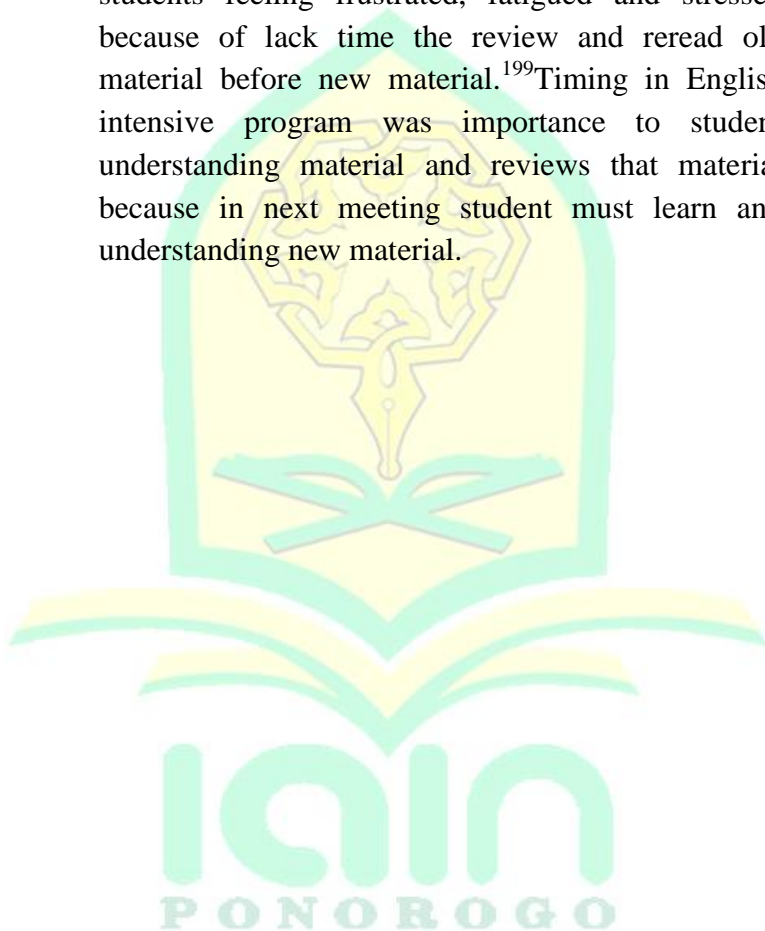 students feeling frustrated, fatigued and stresse
because of lack time the review and reread ol
material before new material.199Timing in Englis
intensive program was importance to studen
understanding material and reviews that materia
because in next meeting student must learn an
understanding new material.
iain
PONOROGO